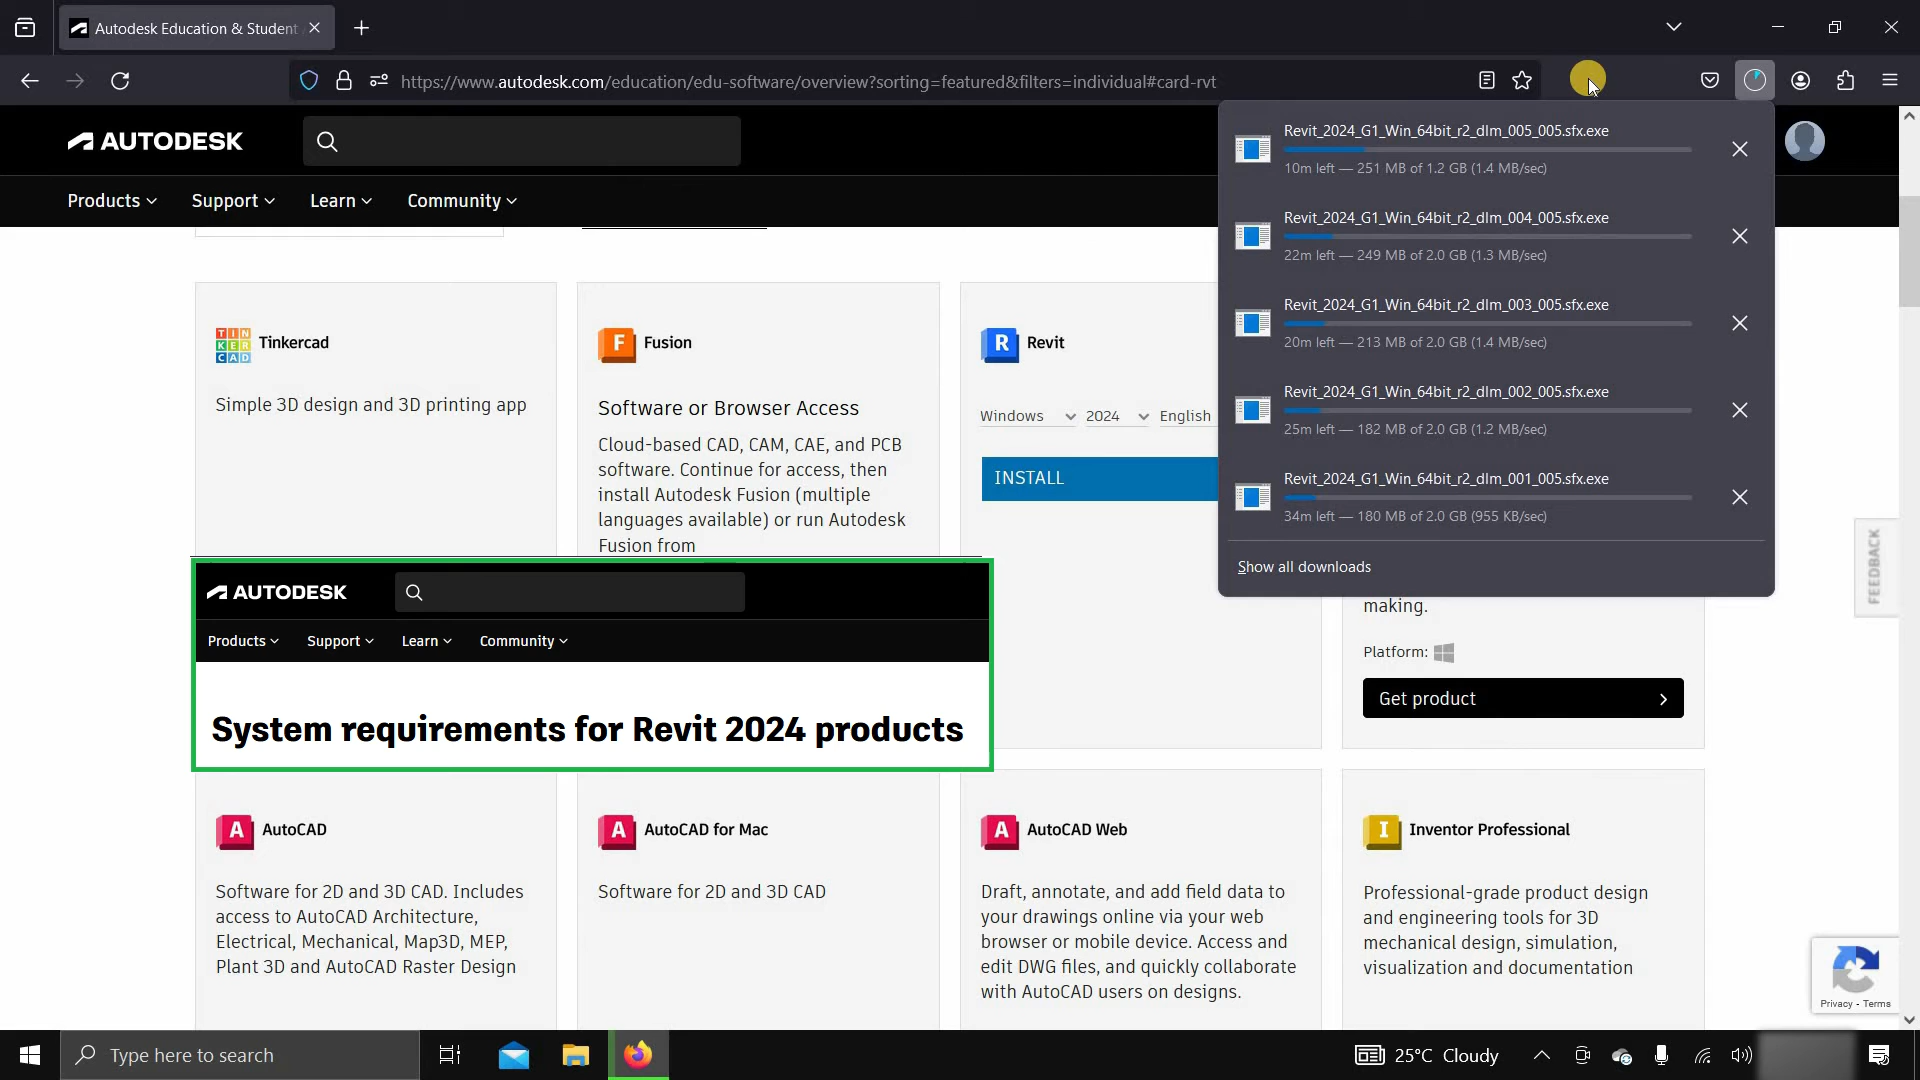 Autodesk Education & Student
https://www.autodesk.com/education/edu-software/overview?sorting=featured&filters=individual#card-rvt
AUTODESK
Products
Support
Learn
Community
Revit_2024_G1_Win_64bit_r2_dlm_005_005.sfx.exe
10m left — 251 MB of 1.2 GB (1.4 MB/sec)
Revit_2024_G1_Win_64bit_r2_dlm_004_005.sfx.exe
22m left — 249 MB of 2.0 GB (1.3 MB/sec)
Revit_2024_G1_Win_64bit_r2_dlm_003_005.sfx.exe
20m left — 213 MB of 2.0 GB (1.4 MB/sec)
Revit_2024_G1_Win_64bit_r2_dlm_002_005.sfx.exe
25m left — 182 MB of 2.0 GB (1.2 MB/sec)
Revit_2024_G1_Win_64bit_r2_dlm_001_005.sfx.exe
34m left — 180 MB of 2.0 GB (955 KB/sec)
Show all downloads
TINKERCAD
Tinkercad
Simple 3D design and 3D printing app
F
Fusion
Software or Browser Access
Cloud-based CAD, CAM, CAE, and PCB
software. Continue for access, then
install Autodesk Fusion (multiple
languages available) or run Autodesk
Fusion from
R
Revit
Windows
2024
English
INSTALL
making.
Platform:
Get product
FEEDBACK
AUTODESK
Products
Support
Learn
Community
System requirements for Revit 2024 products
A
AutoCAD
Software for 2D and 3D CAD. Includes
access to AutoCAD Architecture,
Electrical, Mechanical, Map3D, MEP,
Plant 3D and AutoCAD Raster Design
A
AutoCAD for Mac
Software for 2D and 3D CAD
A
AutoCAD Web
Draft, annotate, and add field data to
your drawings online via your web
browser or mobile device. Access and
edit DWG files, and quickly collaborate
with AutoCAD users on designs.
I
Inventor Professional
Professional-grade product design
and engineering tools for 3D
mechanical design, simulation,
visualization and documentation
Privacy - Terms
Type here to search
25°C Cloudy